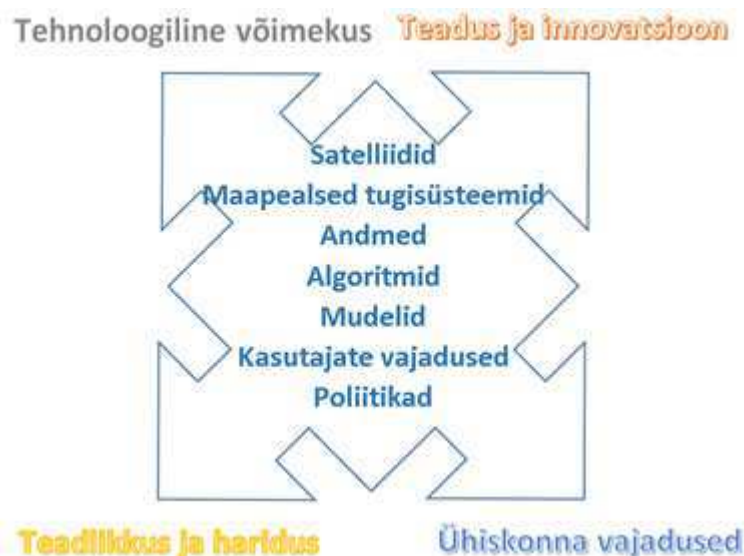 Tehnoloogiline võimekus Teadus ja innovatsioon
Satelliidid
Maapealsed tugisüsteemid
Andmed
Algoritmid
Mudelid
Kasutajate vajadused
Poliitikad
Teadlikkus ja haridus Ühiskonna vajadused